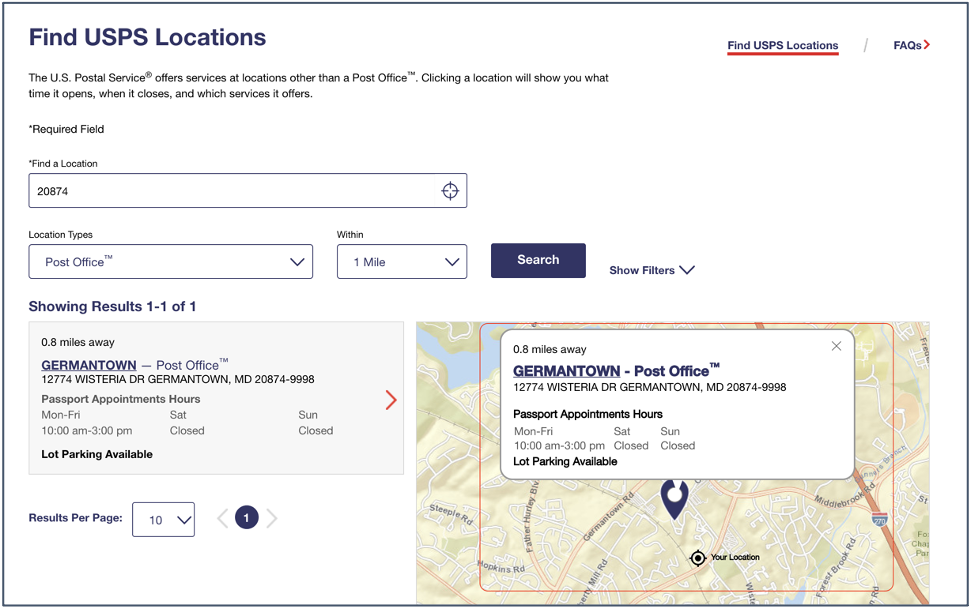 Find USPS Locations
Find USPS Locations / FAQs
The U.S. Postal Service® offers services at locations other than a Post Office™. Clicking a location will show you what
time it opens, when it closes, and which services it offers.
*Required Field
*Find a Location
20874
Location Types Within
Post Office™ 1 Mile Search Show Filters
Showing Results 1-1 of 1
0.8 miles away
GERMANTOWN — Post Office™
12774 WISTERIA DR GERMANTOWN, MD 20874-9998
Passport Appointments Hours
Mon-Fri Sat Sun
10:00 am-3:00 pm Closed Closed
Lot Parking Available
Results Per Page: 10 1
0.8 miles away
GERMANTOWN - Post Office™
12774 WISTERIA DR GERMANTOWN, MD 20874-9998
Passport Appointments Hours
Mon-Fri Sat Sun
10:00 am-3:00 pm Closed Closed
Lot Parking Available
Middlebrook Rd
Steeple Rd
Father Hurley Blv
Germantown Rd
270
Your Location
Hopkins Rd
Forest Brook Rd